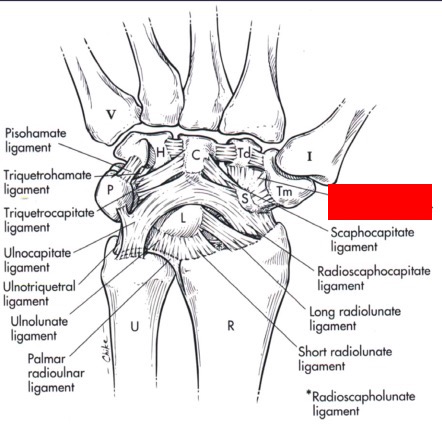 V
I
H
C
Td
P
S
Tm
L
U
R
Pisohamate
ligament
Triquetrohamate
ligament
Triquetrocapitate
ligament
Ulnocapitate
ligament
Ulnotriquetral
ligament
Ulnolunate
ligament
Palmar
radioulnar
ligament
Scaphocapitate
ligament
Radioscaphocapitate
ligament
Long radiolunate
ligament
Short radiolunate
ligament
*Radioscapholunate
ligament
*